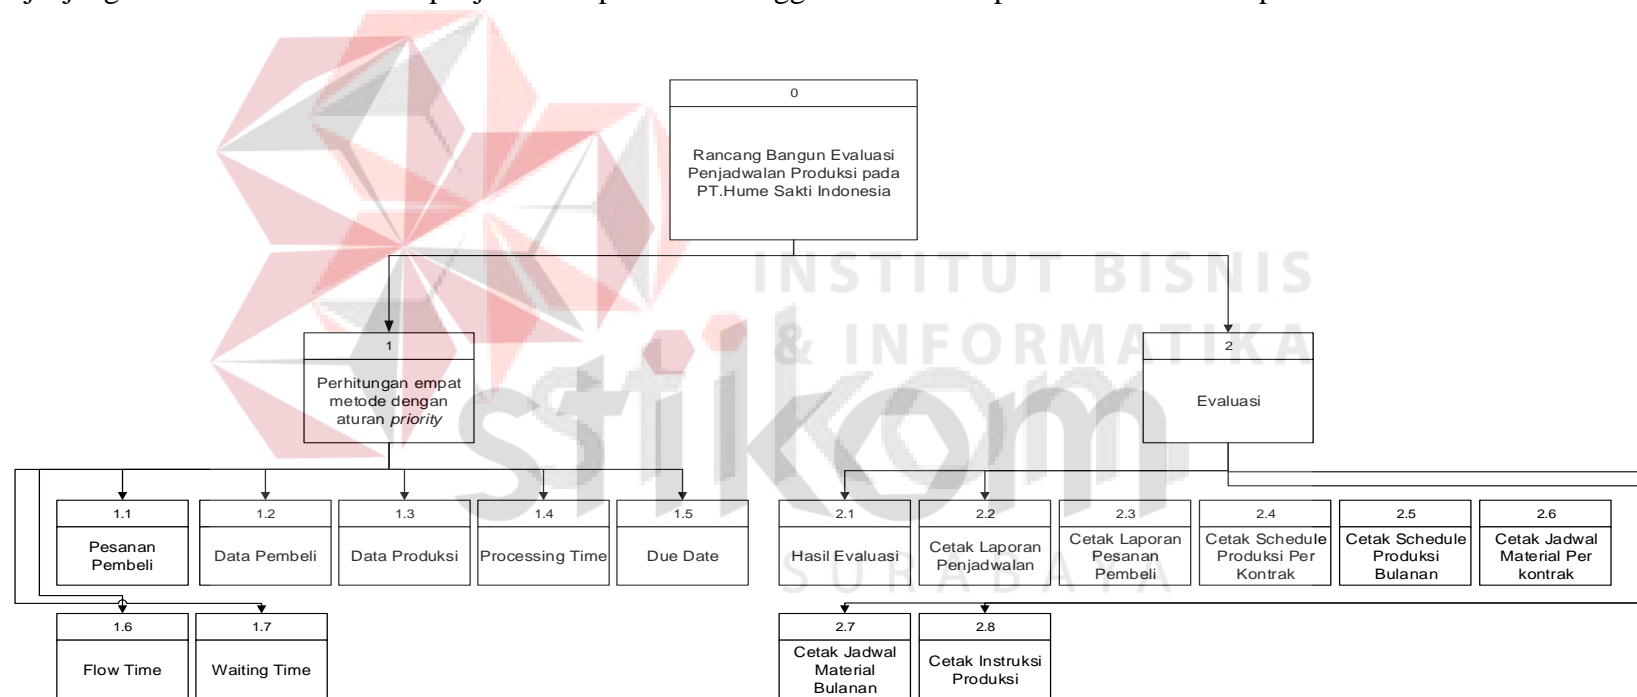 0
Rancang Bangun Evaluasi
Penjadwalan Produksi pada
PT.Hume Sakti Indonesia
INSTITUT BISNIS
& INFORMATIKA
stikom
SURABAYA
1
Perhitungan empat
metode dengan
aturan priority
2
Evaluasi
1.1
Pesanan
Pembeli
1.2
Data Pembeli
1.3
Data Produksi
1.4
Processing Time
1.5
Due Date
2.1
Hasil Evaluasi
2.2
Cetak Laporan
Penjadwalan
2.3
Cetak Laporan
Pesanan
Pembeli
2.4
Cetak Schedule
Produksi Per
Kontrak
2.5
Cetak Schedule
Produksi
Bulanan
2.6
Cetak Jadwal
Material Per
kontrak
1.6
Flow Time
1.7
Waiting Time
2.7
Cetak Jadwal
Material
Bulanan
2.8
Cetak Instruksi
Produksi